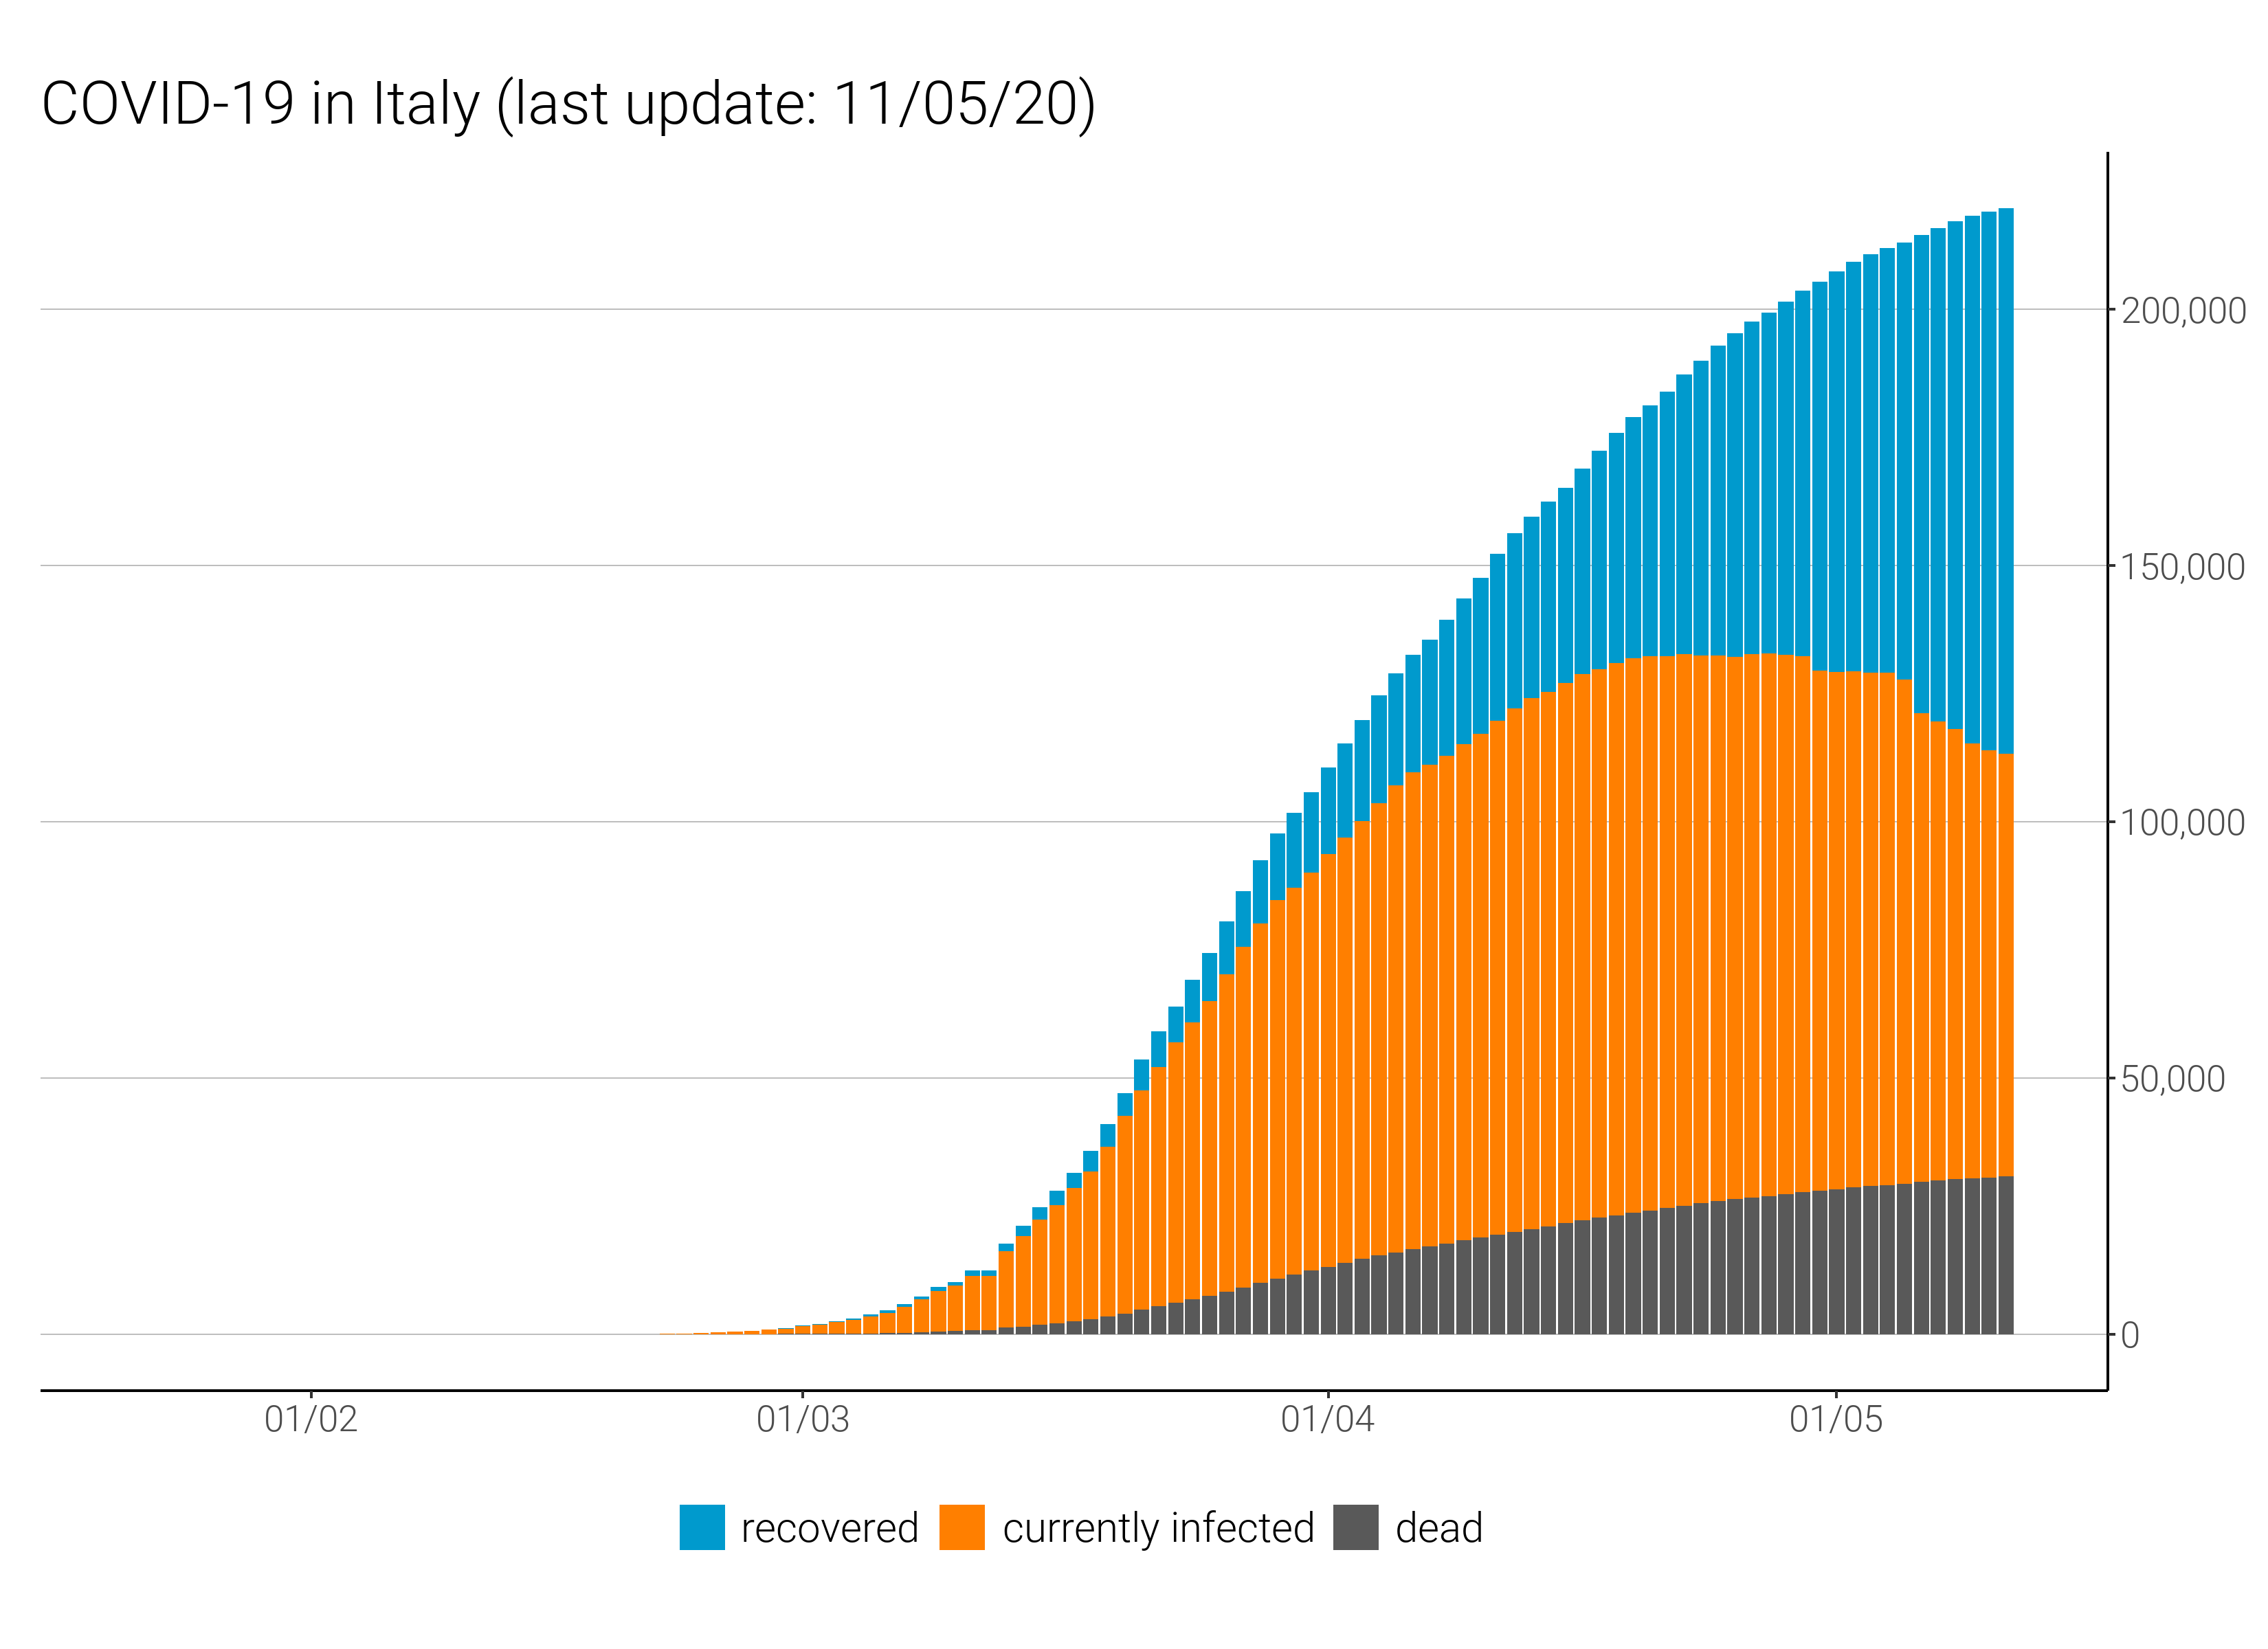 COVID-19 in Italy (last update: 11/05/20)
200,000
150,000
100,000
50,000
0
01/02 01/03 01/04 01/05
recovered currently infected dead